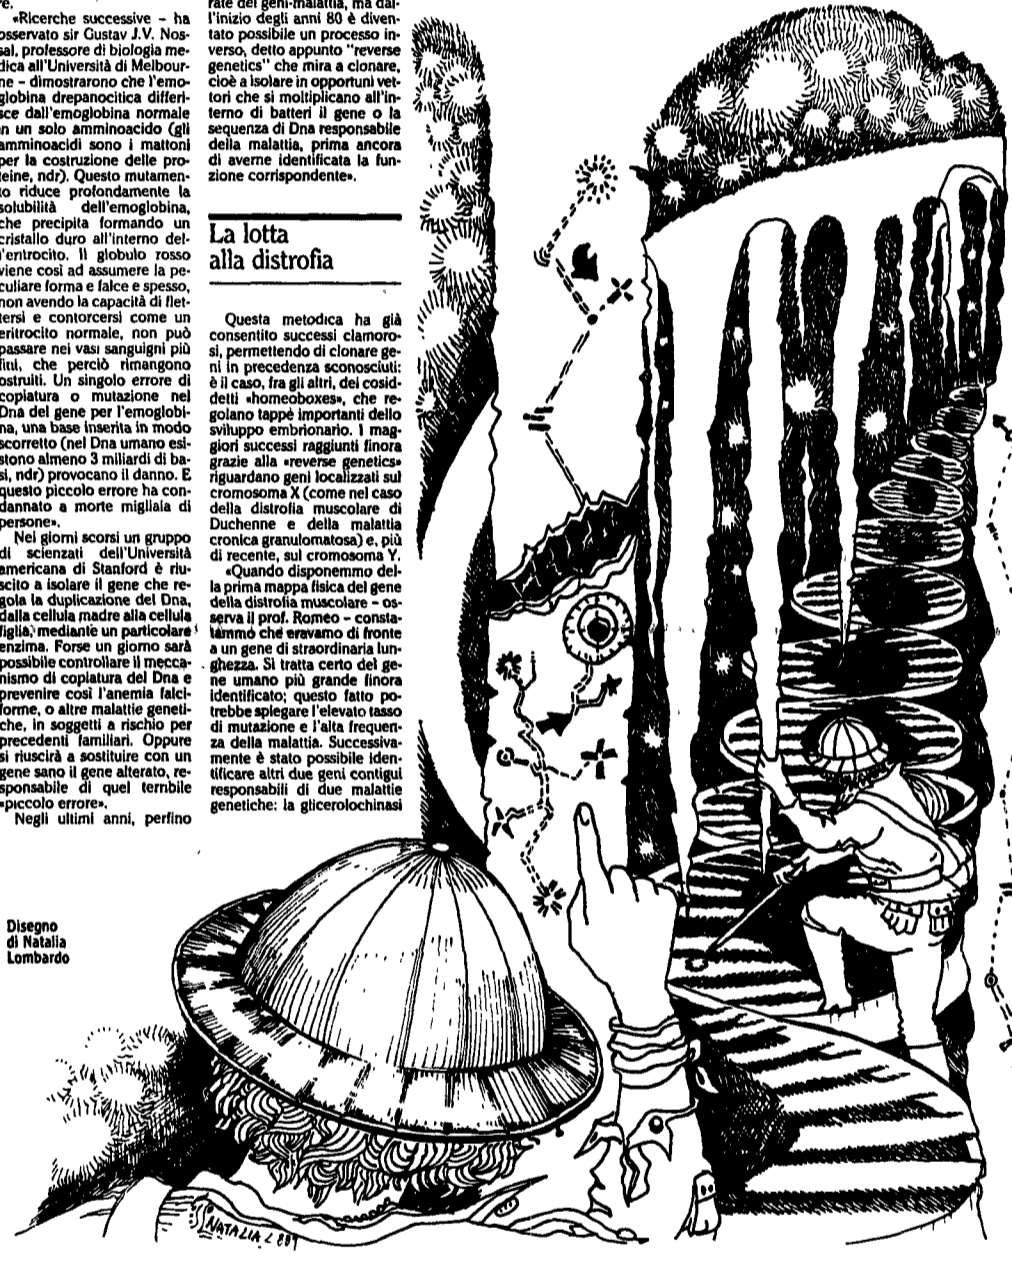 re.
«Ricerche successive – ha
osservato sir Gustav J.V. Nos-
sal, professore di biologia me-
dica all'Università di Melbour-
ne – dimostrarono che l'emo-
globina drepanocitica differi-
sce dall'emoglobina normale
in un solo amminoacido (gli
amminoacidi sono i mattoni
per la costruzione delle pro-
teine, ndr). Questo mutamen-
to riduce profondamente la
solubilità dell'emoglobina,
che precipita formando un
cristallo duro all'interno del-
l'entrocito. Il globulo rosso
viene così ad assumere la pe-
culiare forma e falce e spesso,
non avendo la capacità di flet-
tersi e contorcersi come un
eritrocito normale, non può
passare nei vasi sanguigni più
fini, che perciò rimangono
ostruiti. Un singolo errore di
copiatura o mutazione nel
Dna del gene per l'emoglobi-
na, una base inserita in modo
scorretto (nel Dna umano esi-
stono almeno 3 miliardi di ba-
si, ndr) provocano il danno. E
questo piccolo errore ha con-
dannato a morte migliaia di
persone».
Nei giorni scorsi un gruppo
di scienzati dell'Università
americana di Stanford è riu-
scito a isolare il gene che re-
gola la duplicazione del Dna,
dalla cellula madre alla cellula
figlia, mediante un particolare
enzima. Forse un giorno sarà
possibile controllare il mecca-
nismo di copiatura del Dna e
prevenire così l'anemia falci-
forme, o altre malattie geneti-
che, in soggetti a rischio per
precedenti familiari. Oppure
si riuscirà a sostituire con un
gene sano il gene alterato, re-
sponsabile di quel terribile
«piccolo errore».
Negli ultimi anni, perfino
rate dei geni-malattia, ma dal-
l'inizio degli anni 80 è diven-
tato possibile un processo in-
verso, detto appunto "reverse
genetics" che mira a clonare,
cioè a isolare in opportuni vet-
tori che si moltiplicano all'in-
terno di batteri il gene o la
sequenza di Dna responsabile
della malattia, prima ancora
di averne identificata la fun-
zione corrispondente».
La lotta
alla distrofia
Questa metodica ha già
consentito successi clamoro-
si, permettendo di clonare ge-
ni in precedenza sconosciuti:
è il caso, fra gli altri, dei cosid-
detti «homeoboxes», che re-
golano tappe importanti dello
sviluppo embrionario. I mag-
giori successi raggiunti finora
grazie alla «reverse genetics»
riguardano geni localizzati sul
cromosoma X (come nel caso
della distrofia muscolare di
Duchenne e della malattia
cronica granulomatosa) e, più
di recente, sul cromosoma Y.
«Quando disponemmo del-
la prima mappa fisica del gene
della distrofia muscolare – os-
serva il prof. Romeo – consta-
tammo che eravamo di fronte
a un gene di straordinaria lun-
ghezza. Si tratta certo del ge-
ne umano più grande finora
identificato; questo fatto po-
trebbe spiegare l'elevato tasso
di mutazione e l'alta frequen-
za della malattia. Successiva-
mente è stato possibile iden-
tificare altri due geni contigui
responsabili di due malattie
genetiche: la glicerolochinasi
Disegno
di Natalia
Lombardo
NATALIA L 89